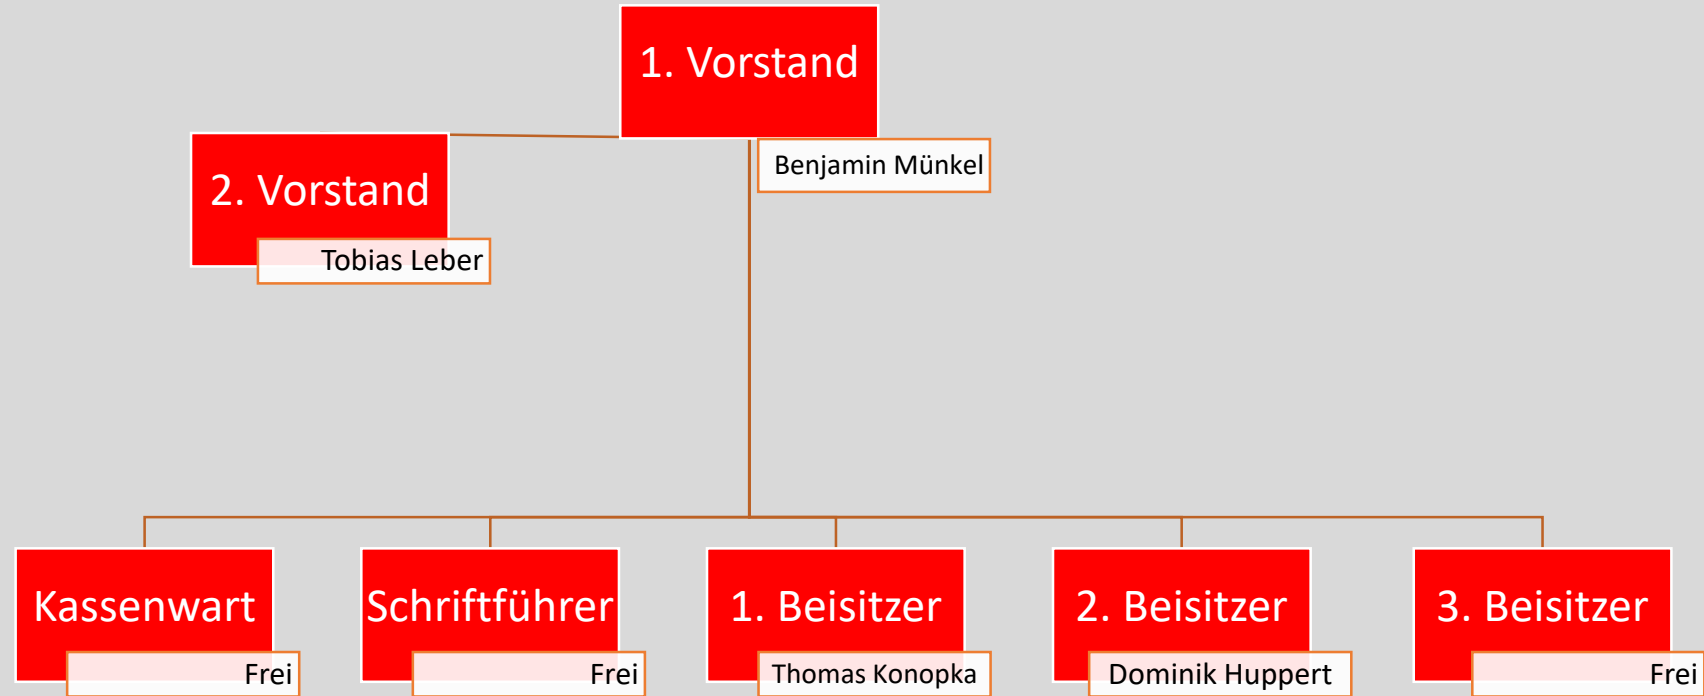 1. Vorstand
Benjamin Münkel
2. Vorstand
Tobias Leber
Kassenwart
Frei
Schriftführer
Frei
1. Beisitzer
Thomas Konopka
2. Beisitzer
Dominik Huppert
3. Beisitzer
Frei